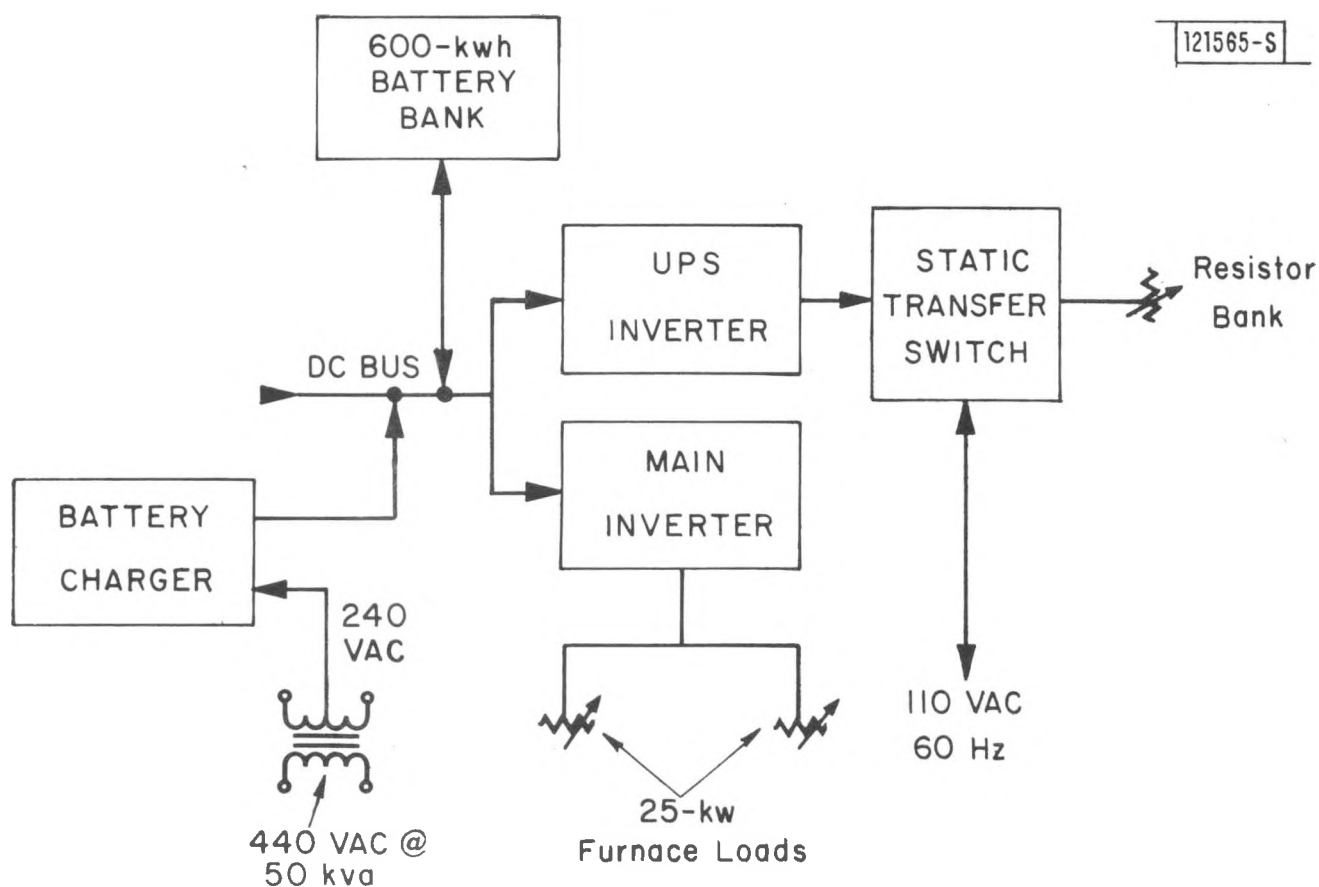 121565-S
600-kwh
BATTERY
BANK
UPS
INVERTER
STATIC
TRANSFER
SWITCH
Resistor
Bank
DC BUS
MAIN
INVERTER
BATTERY
CHARGER
240
VAC
110 VAC
60 Hz
25-kw
Furnace Loads
440 VAC @
50 kva